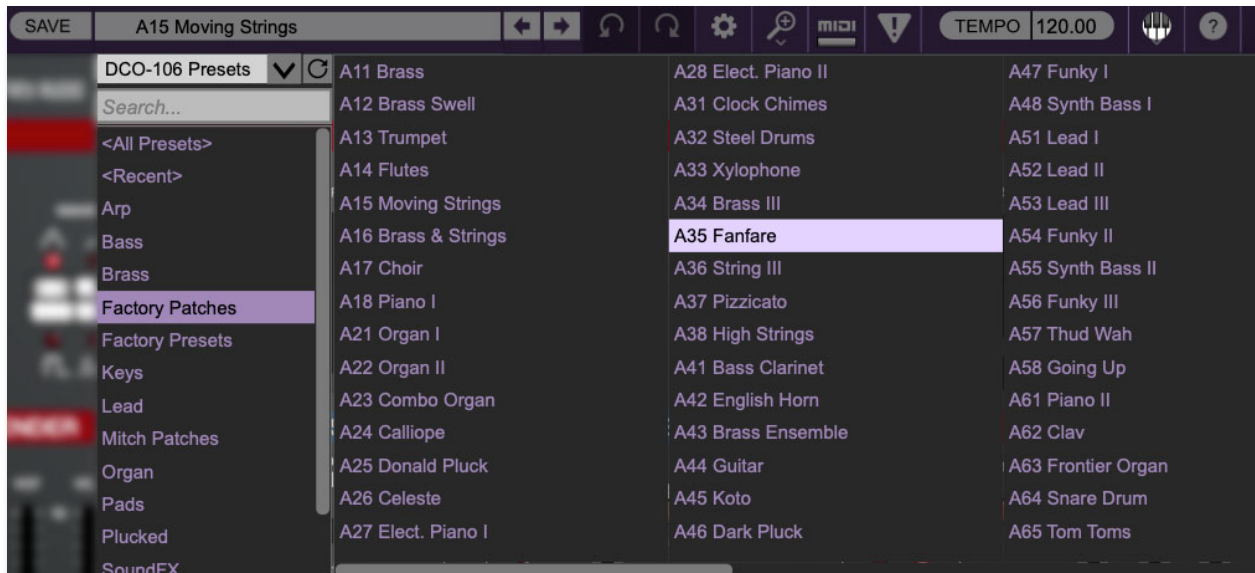 SAVE
A15 Moving Strings
MIDI
TEMPO 120.00
?
DCO-106 Presets
Search...
<All Presets>
<Recent>
Arp
Bass
Brass
Factory Patches
Factory Presets
Keys
Lead
Mitch Patches
Organ
Pads
Plucked
SoundFX
A11 Brass
A12 Brass Swell
A13 Trumpet
A14 Flutes
A15 Moving Strings
A16 Brass & Strings
A17 Choir
A18 Piano I
A21 Organ I
A22 Organ II
A23 Combo Organ
A24 Calliope
A25 Donald Pluck
A26 Celeste
A27 Elect. Piano I
A28 Elect. Piano II
A31 Clock Chimes
A32 Steel Drums
A33 Xylophone
A34 Brass III
A35 Fanfare
A36 String III
A37 Pizzicato
A38 High Strings
A41 Bass Clarinet
A42 English Horn
A43 Brass Ensemble
A44 Guitar
A45 Koto
A46 Dark Pluck
A47 Funky I
A48 Synth Bass I
A51 Lead I
A52 Lead II
A53 Lead III
A54 Funky II
A55 Synth Bass II
A56 Funky III
A57 Thud Wah
A58 Going Up
A61 Piano II
A62 Clav
A63 Frontier Organ
A64 Snare Drum
A65 Tom Toms